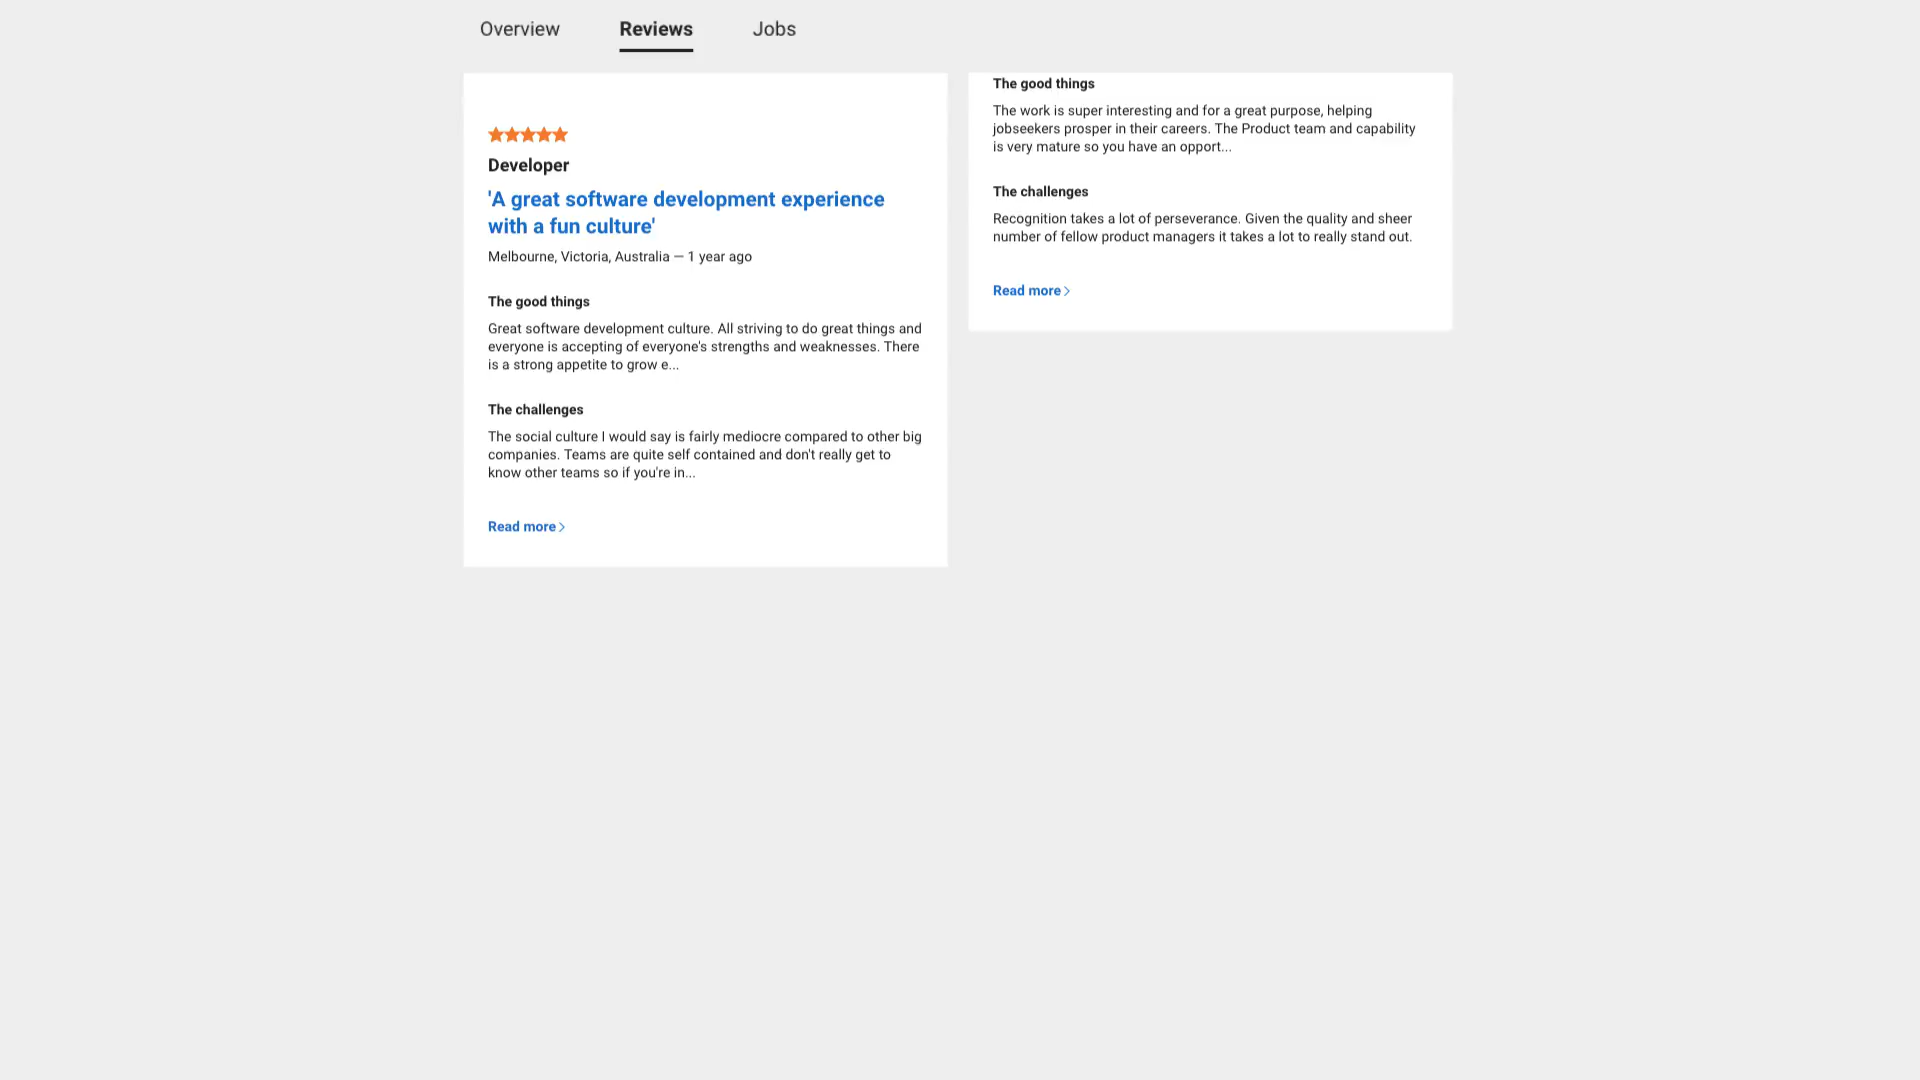 Overview Reviews Jobs
Developer
'A great software development experience
with a fun culture'
Melbourne, Victoria, Australia — 1 year ago
The good things
Great software development culture. All striving to do great things and
everyone is accepting of everyone's strengths and weaknesses. There
is a strong appetite to grow e...
The challenges
The social culture I would say is fairly mediocre compared to other big
companies. Teams are quite self contained and don't really get to
know other teams so if you're in...
Read more
The good things
The work is super interesting and for a great purpose, helping
jobseekers prosper in their careers. The Product team and capability
is very mature so you have an opport...
The challenges
Recognition takes a lot of perseverance. Given the quality and sheer
number of fellow product managers it takes a lot to really stand out.
Read more